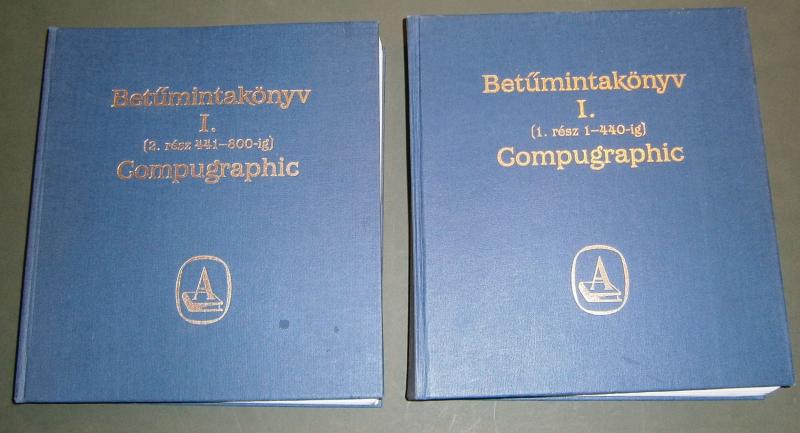 Betűmintakönyv
I.
(2. rész 441–800-ig)
Compugraphic
A
Betűmintakönyv
I.
(1. rész 1–440-ig)
Compugraphic
A